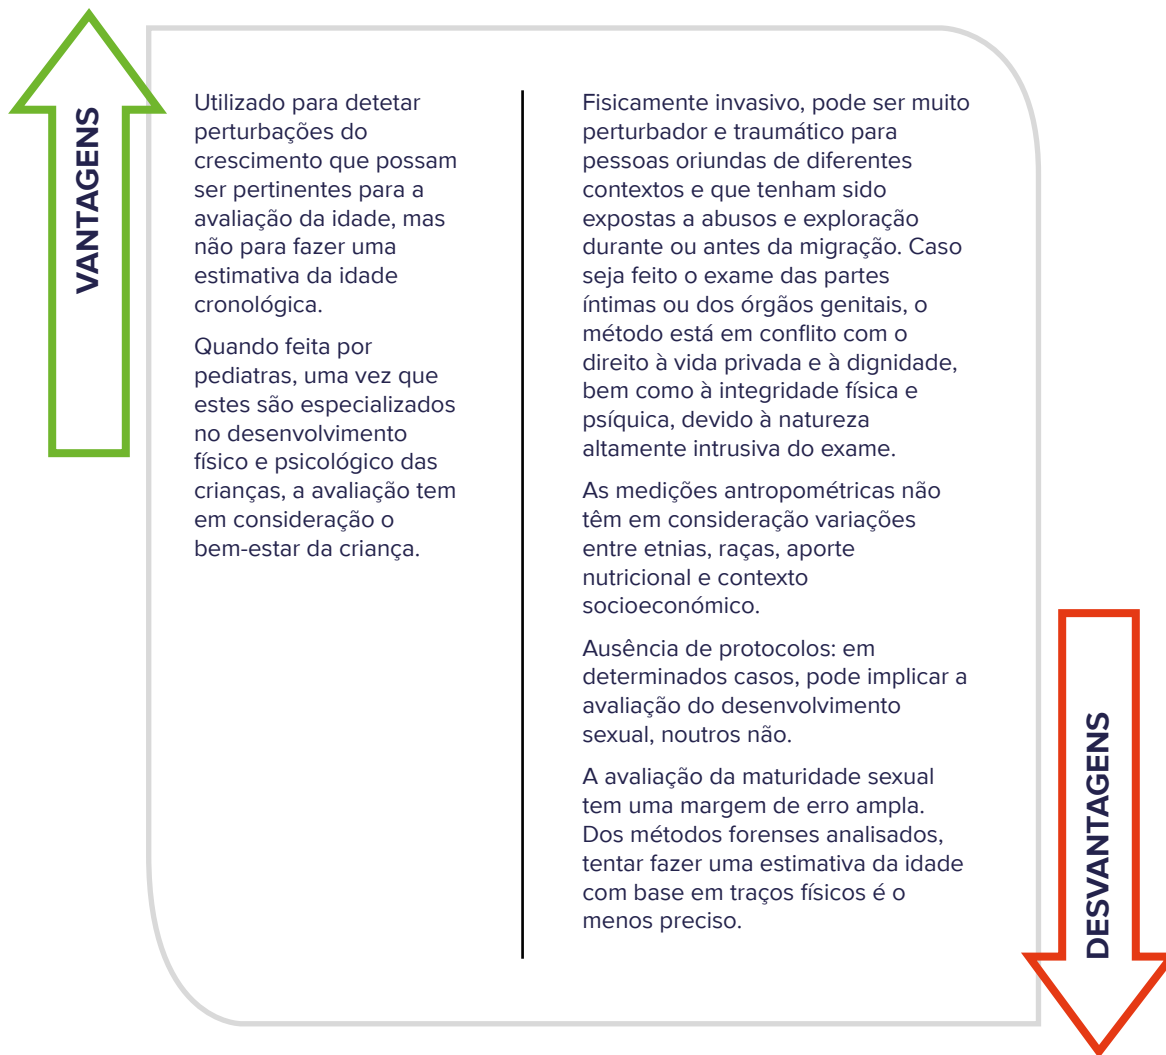 VANTAGENS
Utilizado para detetar
perturbações do
crescimento que possam
ser pertinentes para a
avaliação da idade, mas
não para fazer uma
estimativa da idade
cronológica.
Quando feita por
pediatras, uma vez que
estes são especializados
no desenvolvimento
físico e psicológico das
crianças, a avaliação tem
em consideração o
bem-estar da criança.
Fisicamente invasivo, pode ser muito
perturbador e traumático para
pessoas oriundas de diferentes
contextos e que tenham sido
expostas a abusos e exploração
durante ou antes da migração. Caso
seja feito o exame das partes
íntimas ou dos órgãos genitais, o
método está em conflito com o
direito à vida privada e à dignidade,
bem como à integridade física e
psíquica, devido à natureza
altamente intrusiva do exame.
As medições antropométricas não
têm em consideração variações
entre etnias, raças, aporte
nutricional e contexto
socioeconómico.
Ausência de protocolos: em
determinados casos, pode implicar a
avaliação do desenvolvimento
sexual, noutros não.
A avaliação da maturidade sexual
tem uma margem de erro ampla.
Dos métodos forenses analisados,
tentar fazer uma estimativa da idade
com base em traços físicos é o
menos preciso.
DESVANTAGENS